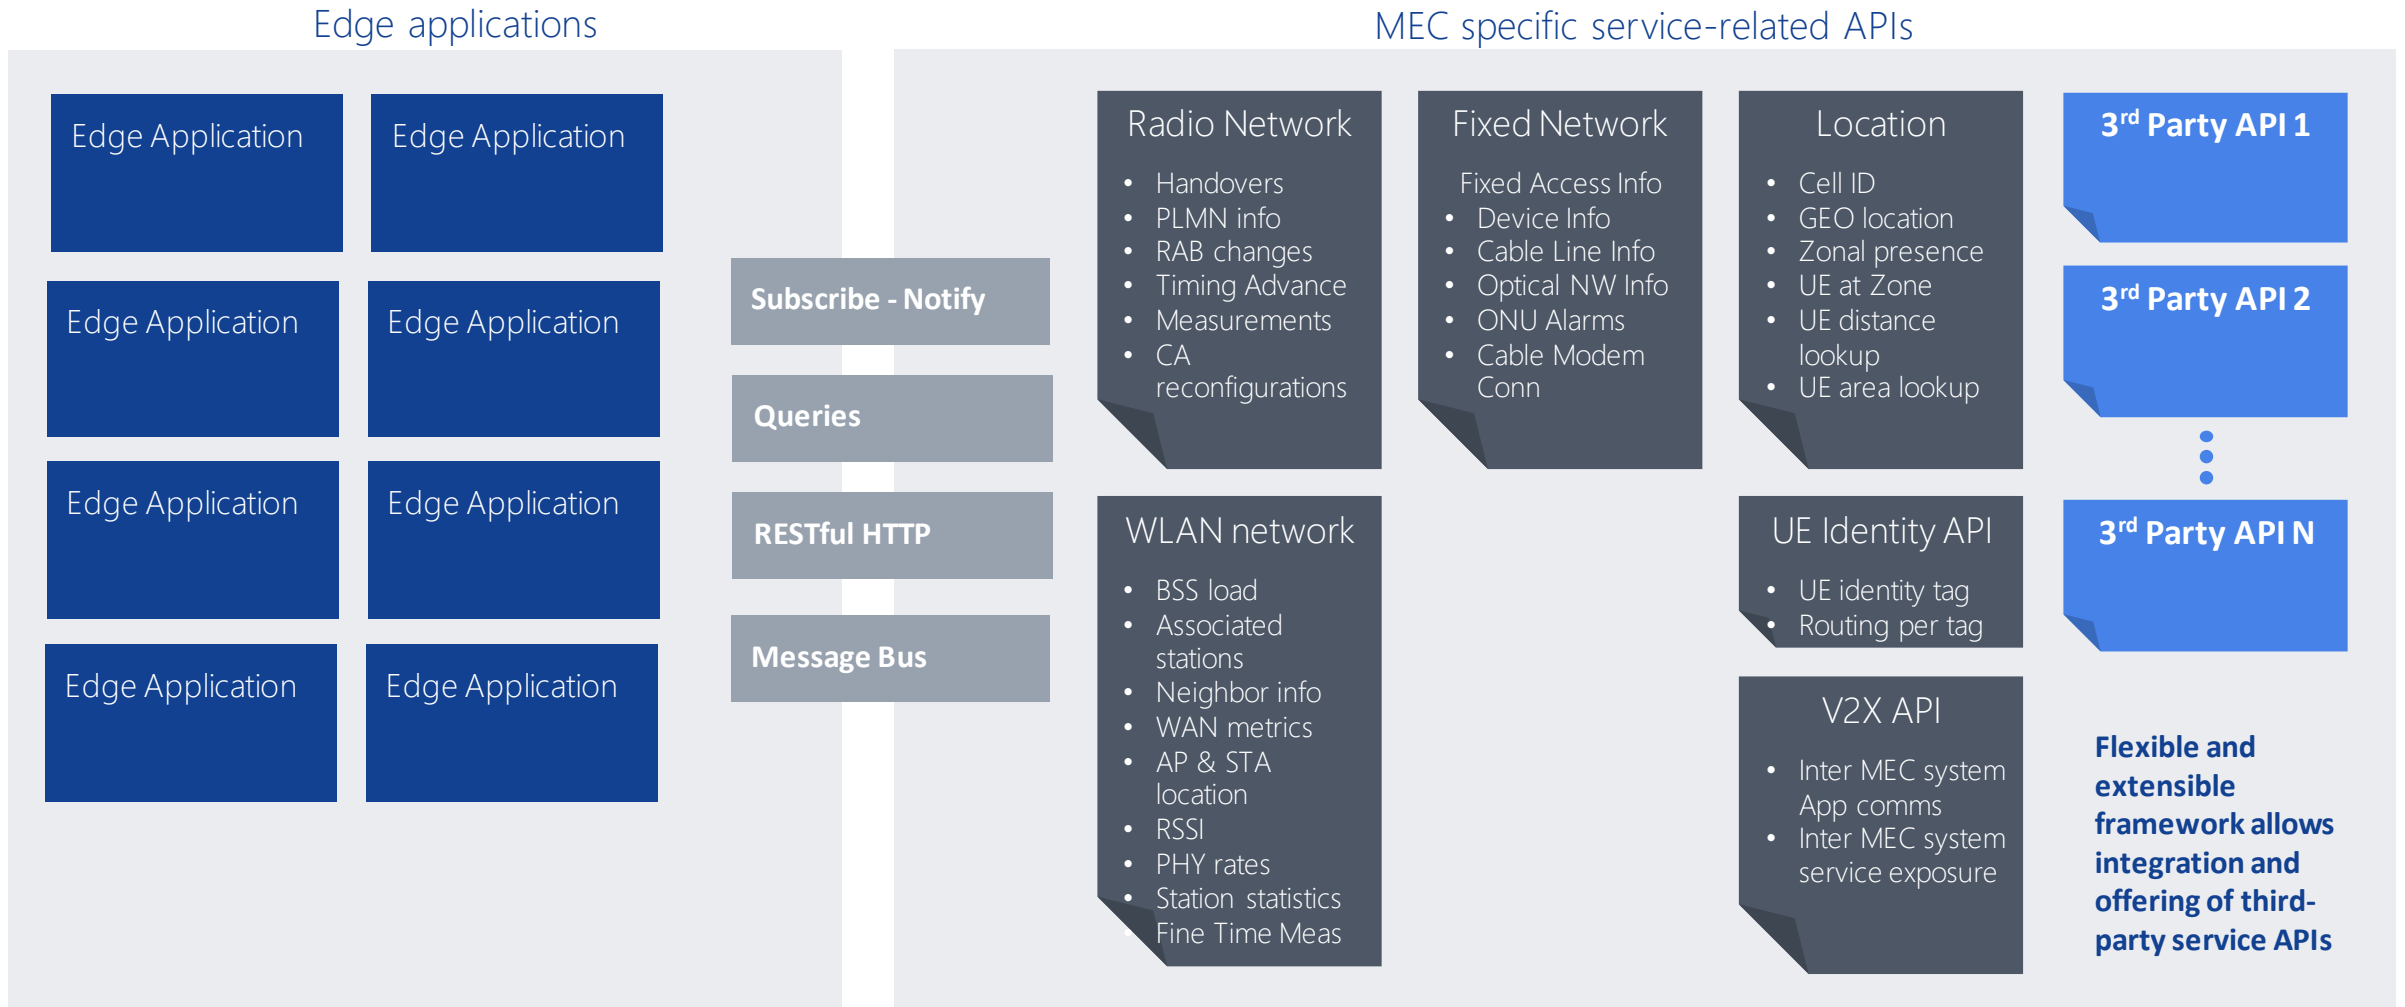 Edge applications
MEC specific service-related APIs
Edge Application
Edge Application
Edge Application
Edge Application
Edge Application
Edge Application
Edge Application
Edge Application
Subscribe - Notify
Queries
RESTful HTTP
Message Bus
Radio Network
• Handovers
• PLMN info
• RAB changes
• Timing Advance
• Measurements
• CA
reconfigurations
Fixed Network
Fixed Access Info
• Device Info
• Cable Line Info
• Optical NW Info
• ONU Alarms
• Cable Modem
Conn
Location
• Cell ID
• GEO location
• Zonal presence
• UE at Zone
• UE distance
lookup
• UE area lookup
3rd Party API 1
3rd Party API 2
3rd Party API N
WLAN network
• BSS load
• Associated
stations
• Neighbor info
• WAN metrics
• AP & STA
location
• RSSI
• PHY rates
• Station statistics
• Fine Time Meas
UE Identity API
• UE identity tag
• Routing per tag
V2X API
• Inter MEC system
App comms
• Inter MEC system
service exposure
Flexible and
extensible
framework allows
integration and
offering of third-
party service APIs